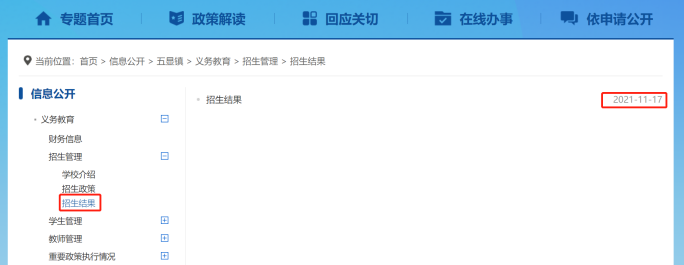 专题首页 政策解读 回应关切 在线办事 依申请公开
当前位置：首页 > 信息公开 > 五景镇 > 义务教育 > 招生管理 > 招生结果
信息公开
义务教育
财务信息
招生管理
学校介绍
招生政策
招生结果
学生管理
教师管理
重要政策执行情况
招生结果 2021-11-17